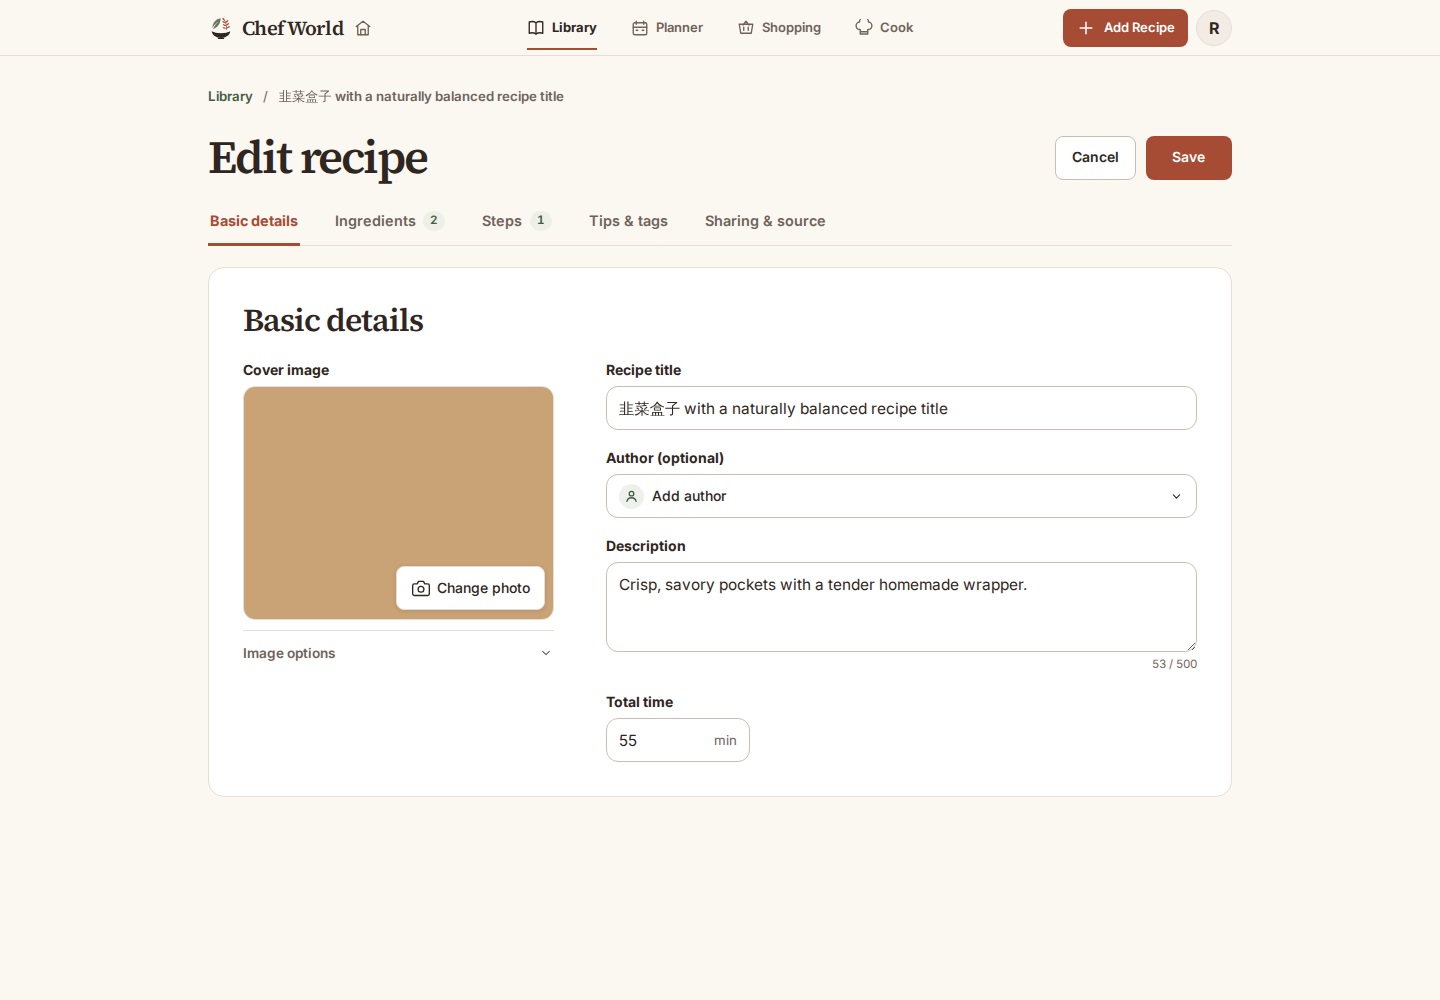 Chef World
Library
Planner
Shopping
Cook
Add Recipe
R
Library / 韭菜盒子 with a naturally balanced recipe title
Edit recipe
Cancel
Save
Basic details
Ingredients 2
Steps 1
Tips & tags
Sharing & source
Basic details
Cover image
Change photo
Image options
Recipe title
韭菜盒子 with a naturally balanced recipe title
Author (optional)
Add author
Description
Crisp, savory pockets with a tender homemade wrapper.
53 / 500
Total time
55 min